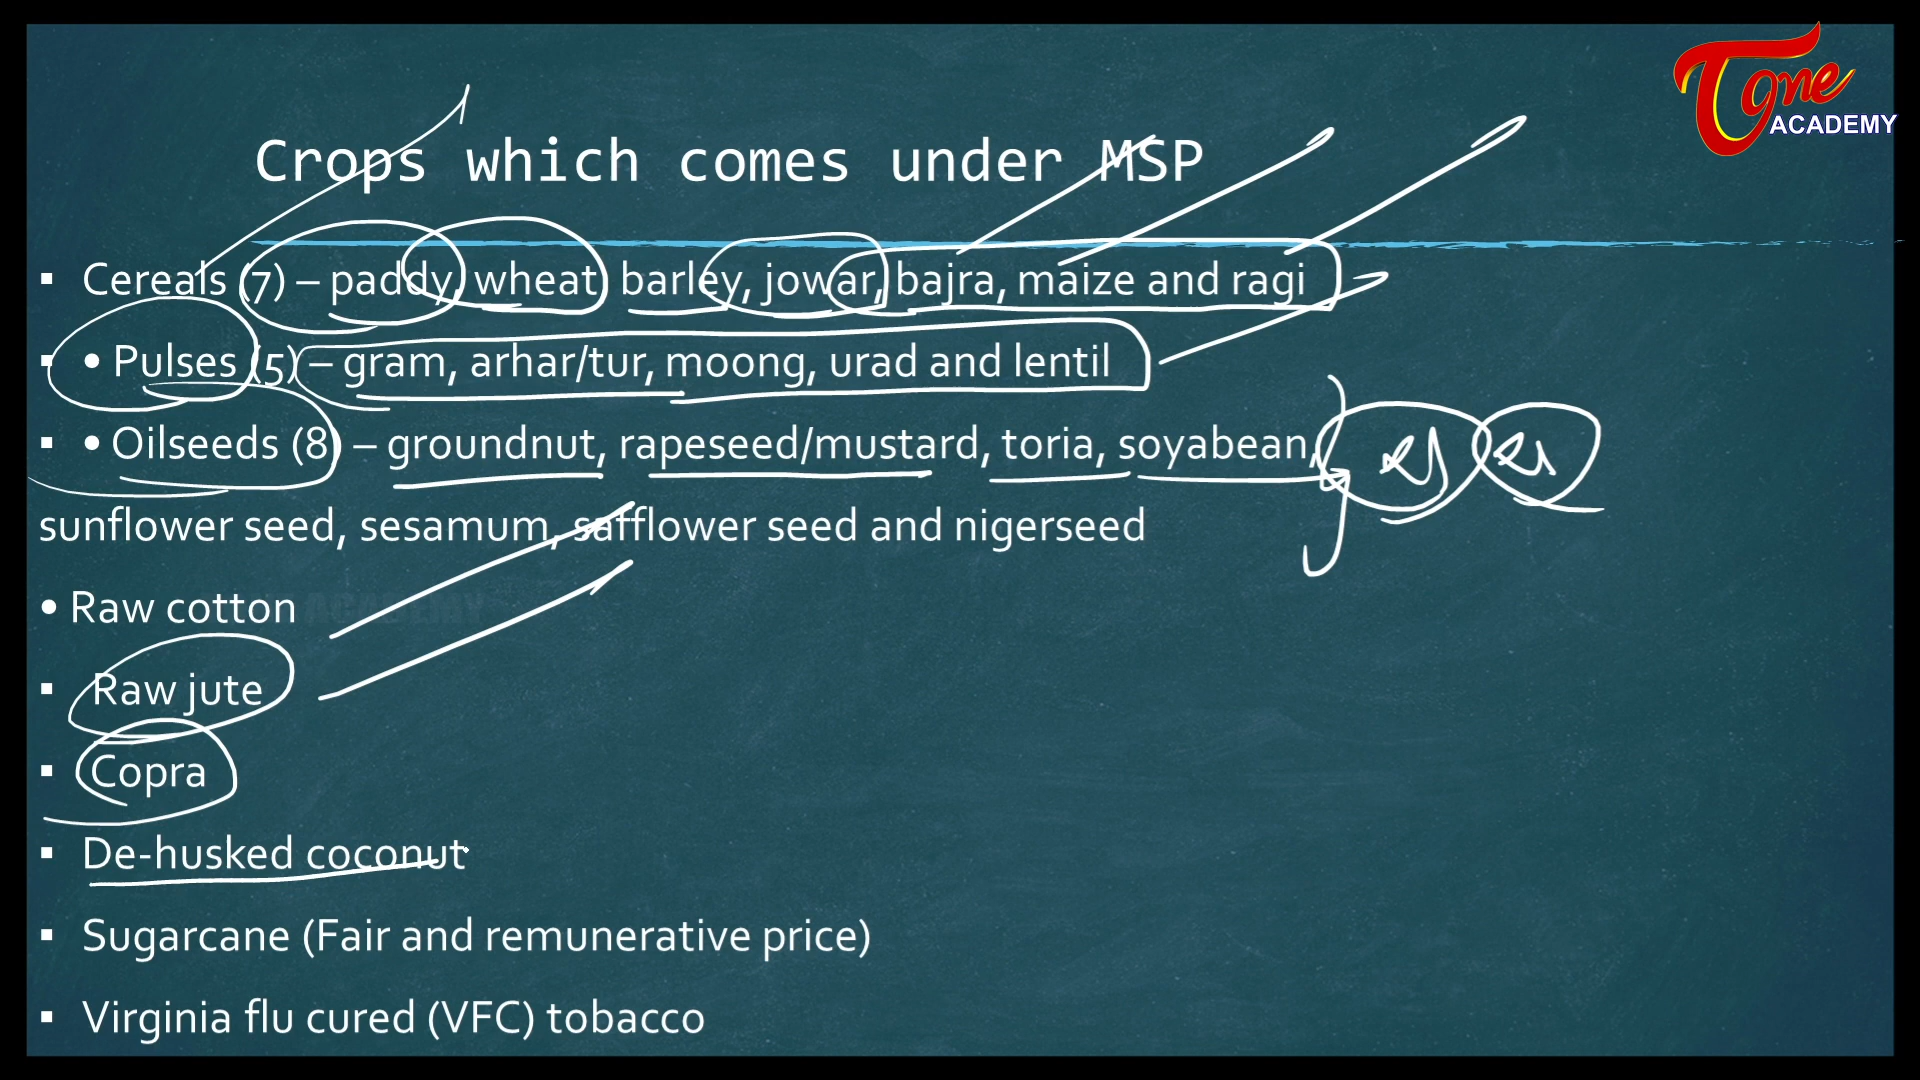 Tone
ACADEMY
Crops which comes under MSP
▪ Cereals (7) – paddy, wheat, barley, jowar, bajra, maize and ragi
▪ • Pulses (5) – gram, arhar/tur, moong, urad and lentil
▪ • Oilseeds (8) – groundnut, rapeseed/mustard, toria, soyabean,
sunflower seed, sesamum, safflower seed and nigerseed
• Raw cotton
▪ Raw jute
▪ Copra
▪ De-husked coconut
▪ Sugarcane (Fair and remunerative price)
▪ Virginia flu cured (VFC) tobacco